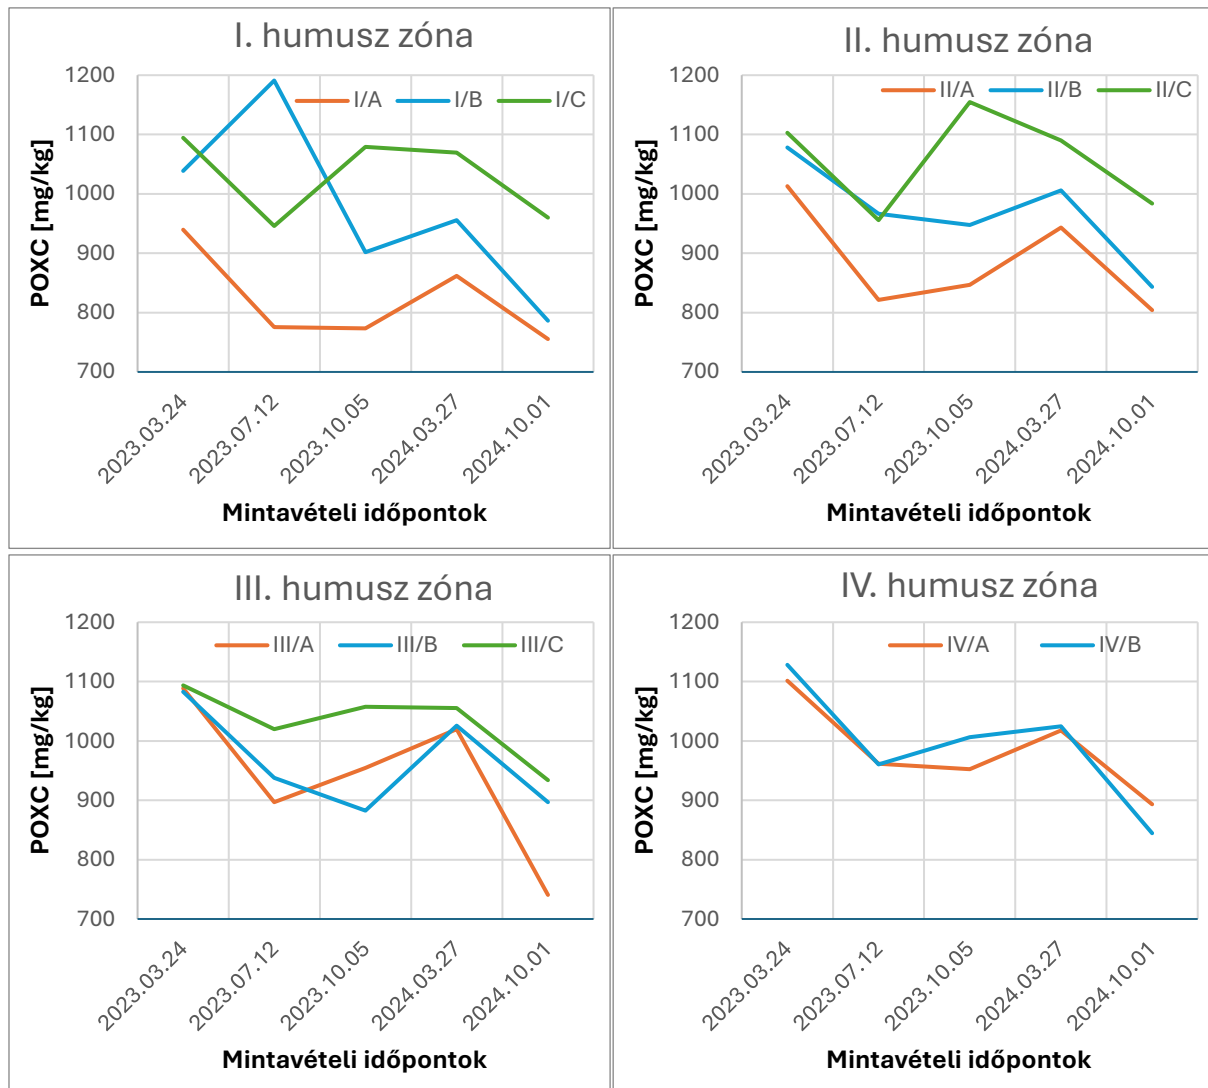 I. humusz zóna
I/A I/B I/C
POXC [mg/kg]
1200
1100
1000
900
800
700
2023.03.24
2023.07.12
2023.10.05
2024.03.27
2024.10.01
Mintavételi időpontok
II. humusz zóna
II/A II/B II/C
POXC [mg/kg]
1200
1100
1000
900
800
700
2023.03.24
2023.07.12
2023.10.05
2024.03.27
2024.10.01
Mintavételi időpontok
III. humusz zóna
III/A III/B III/C
POXC [mg/kg]
1200
1100
1000
900
800
700
2023.03.24
2023.07.12
2023.10.05
2024.03.27
2024.10.01
Mintavételi időpontok
IV. humusz zóna
IV/A IV/B
POXC [mg/kg]
1200
1100
1000
900
800
700
2023.03.24
2023.07.12
2023.10.05
2024.03.27
2024.10.01
Mintavételi időpontok